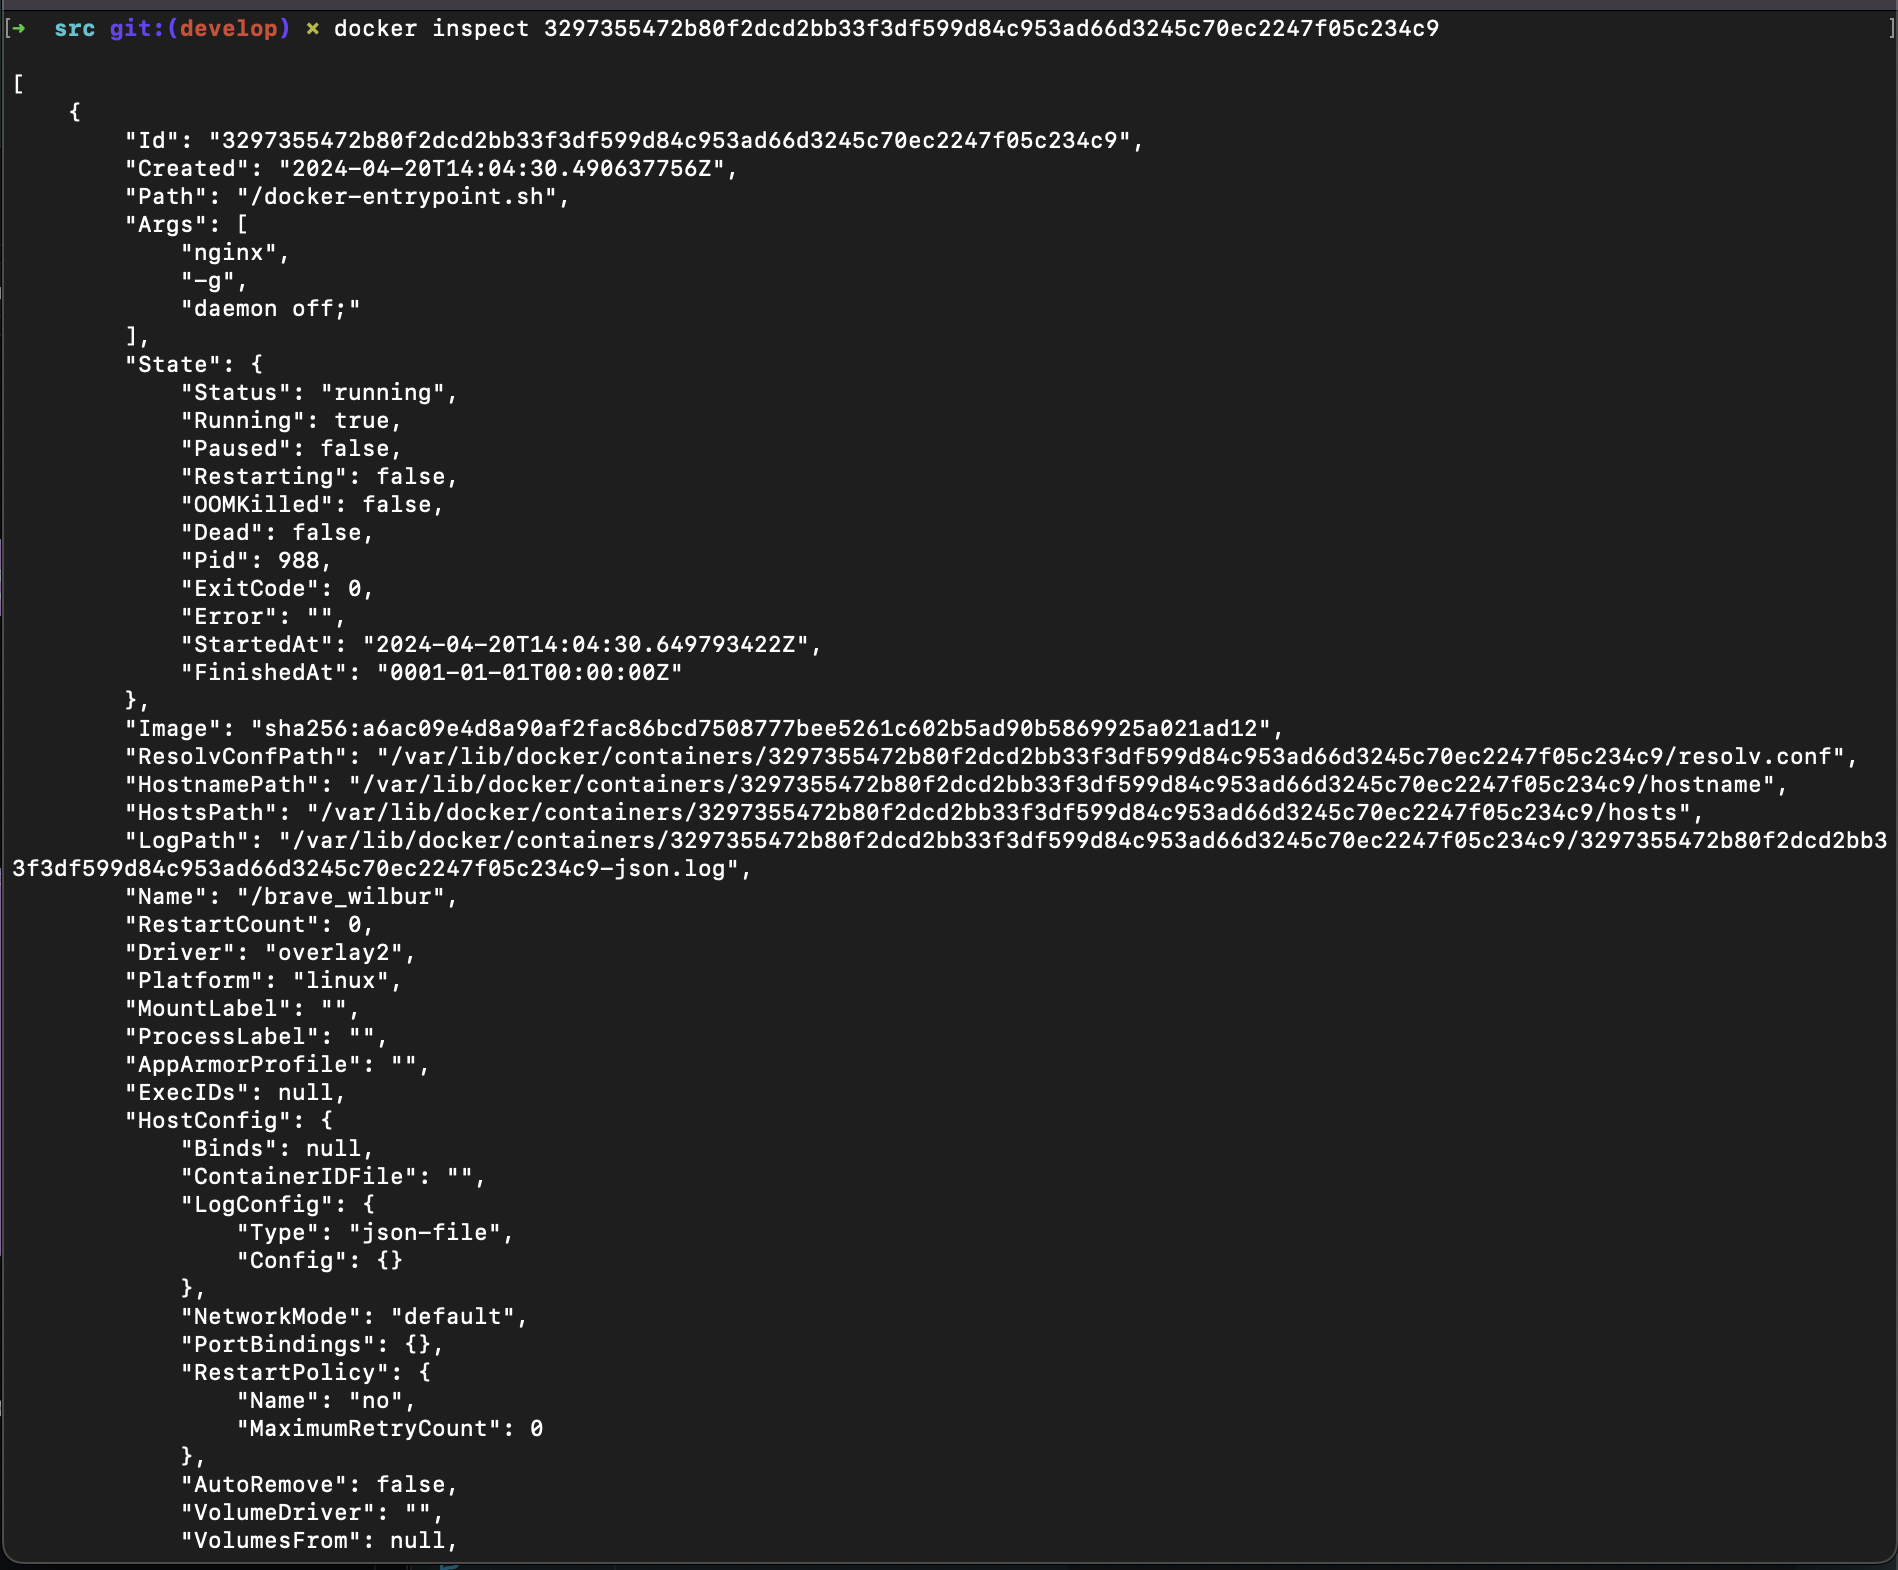 [➜  src git:(develop) × docker inspect 3297355472b80f2dcd2bb33f3df599d84c953ad66d3245c70ec2247f05c234c9 ]
[
    {
        "Id": "3297355472b80f2dcd2bb33f3df599d84c953ad66d3245c70ec2247f05c234c9",
        "Created": "2024-04-20T14:04:30.490637756Z",
        "Path": "/docker-entrypoint.sh",
        "Args": [
            "nginx",
            "-g",
            "daemon off;"
        ],
        "State": {
            "Status": "running",
            "Running": true,
            "Paused": false,
            "Restarting": false,
            "OOMKilled": false,
            "Dead": false,
            "Pid": 988,
            "ExitCode": 0,
            "Error": "",
            "StartedAt": "2024-04-20T14:04:30.649793422Z",
            "FinishedAt": "0001-01-01T00:00:00Z"
        },
        "Image": "sha256:a6ac09e4d8a90af2fac86bcd7508777bee5261c602b5ad90b5869925a021ad12",
        "ResolvConfPath": "/var/lib/docker/containers/3297355472b80f2dcd2bb33f3df599d84c953ad66d3245c70ec2247f05c234c9/resolv.conf",
        "HostnamePath": "/var/lib/docker/containers/3297355472b80f2dcd2bb33f3df599d84c953ad66d3245c70ec2247f05c234c9/hostname",
        "HostsPath": "/var/lib/docker/containers/3297355472b80f2dcd2bb33f3df599d84c953ad66d3245c70ec2247f05c234c9/hosts",
        "LogPath": "/var/lib/docker/containers/3297355472b80f2dcd2bb33f3df599d84c953ad66d3245c70ec2247f05c234c9/3297355472b80f2dcd2bb3
3f3df599d84c953ad66d3245c70ec2247f05c234c9-json.log",
        "Name": "/brave_wilbur",
        "RestartCount": 0,
        "Driver": "overlay2",
        "Platform": "linux",
        "MountLabel": "",
        "ProcessLabel": "",
        "AppArmorProfile": "",
        "ExecIDs": null,
        "HostConfig": {
            "Binds": null,
            "ContainerIDFile": "",
            "LogConfig": {
                "Type": "json-file",
                "Config": {}
            },
            "NetworkMode": "default",
            "PortBindings": {},
            "RestartPolicy": {
                "Name": "no",
                "MaximumRetryCount": 0
            },
            "AutoRemove": false,
            "VolumeDriver": "",
            "VolumesFrom": null,